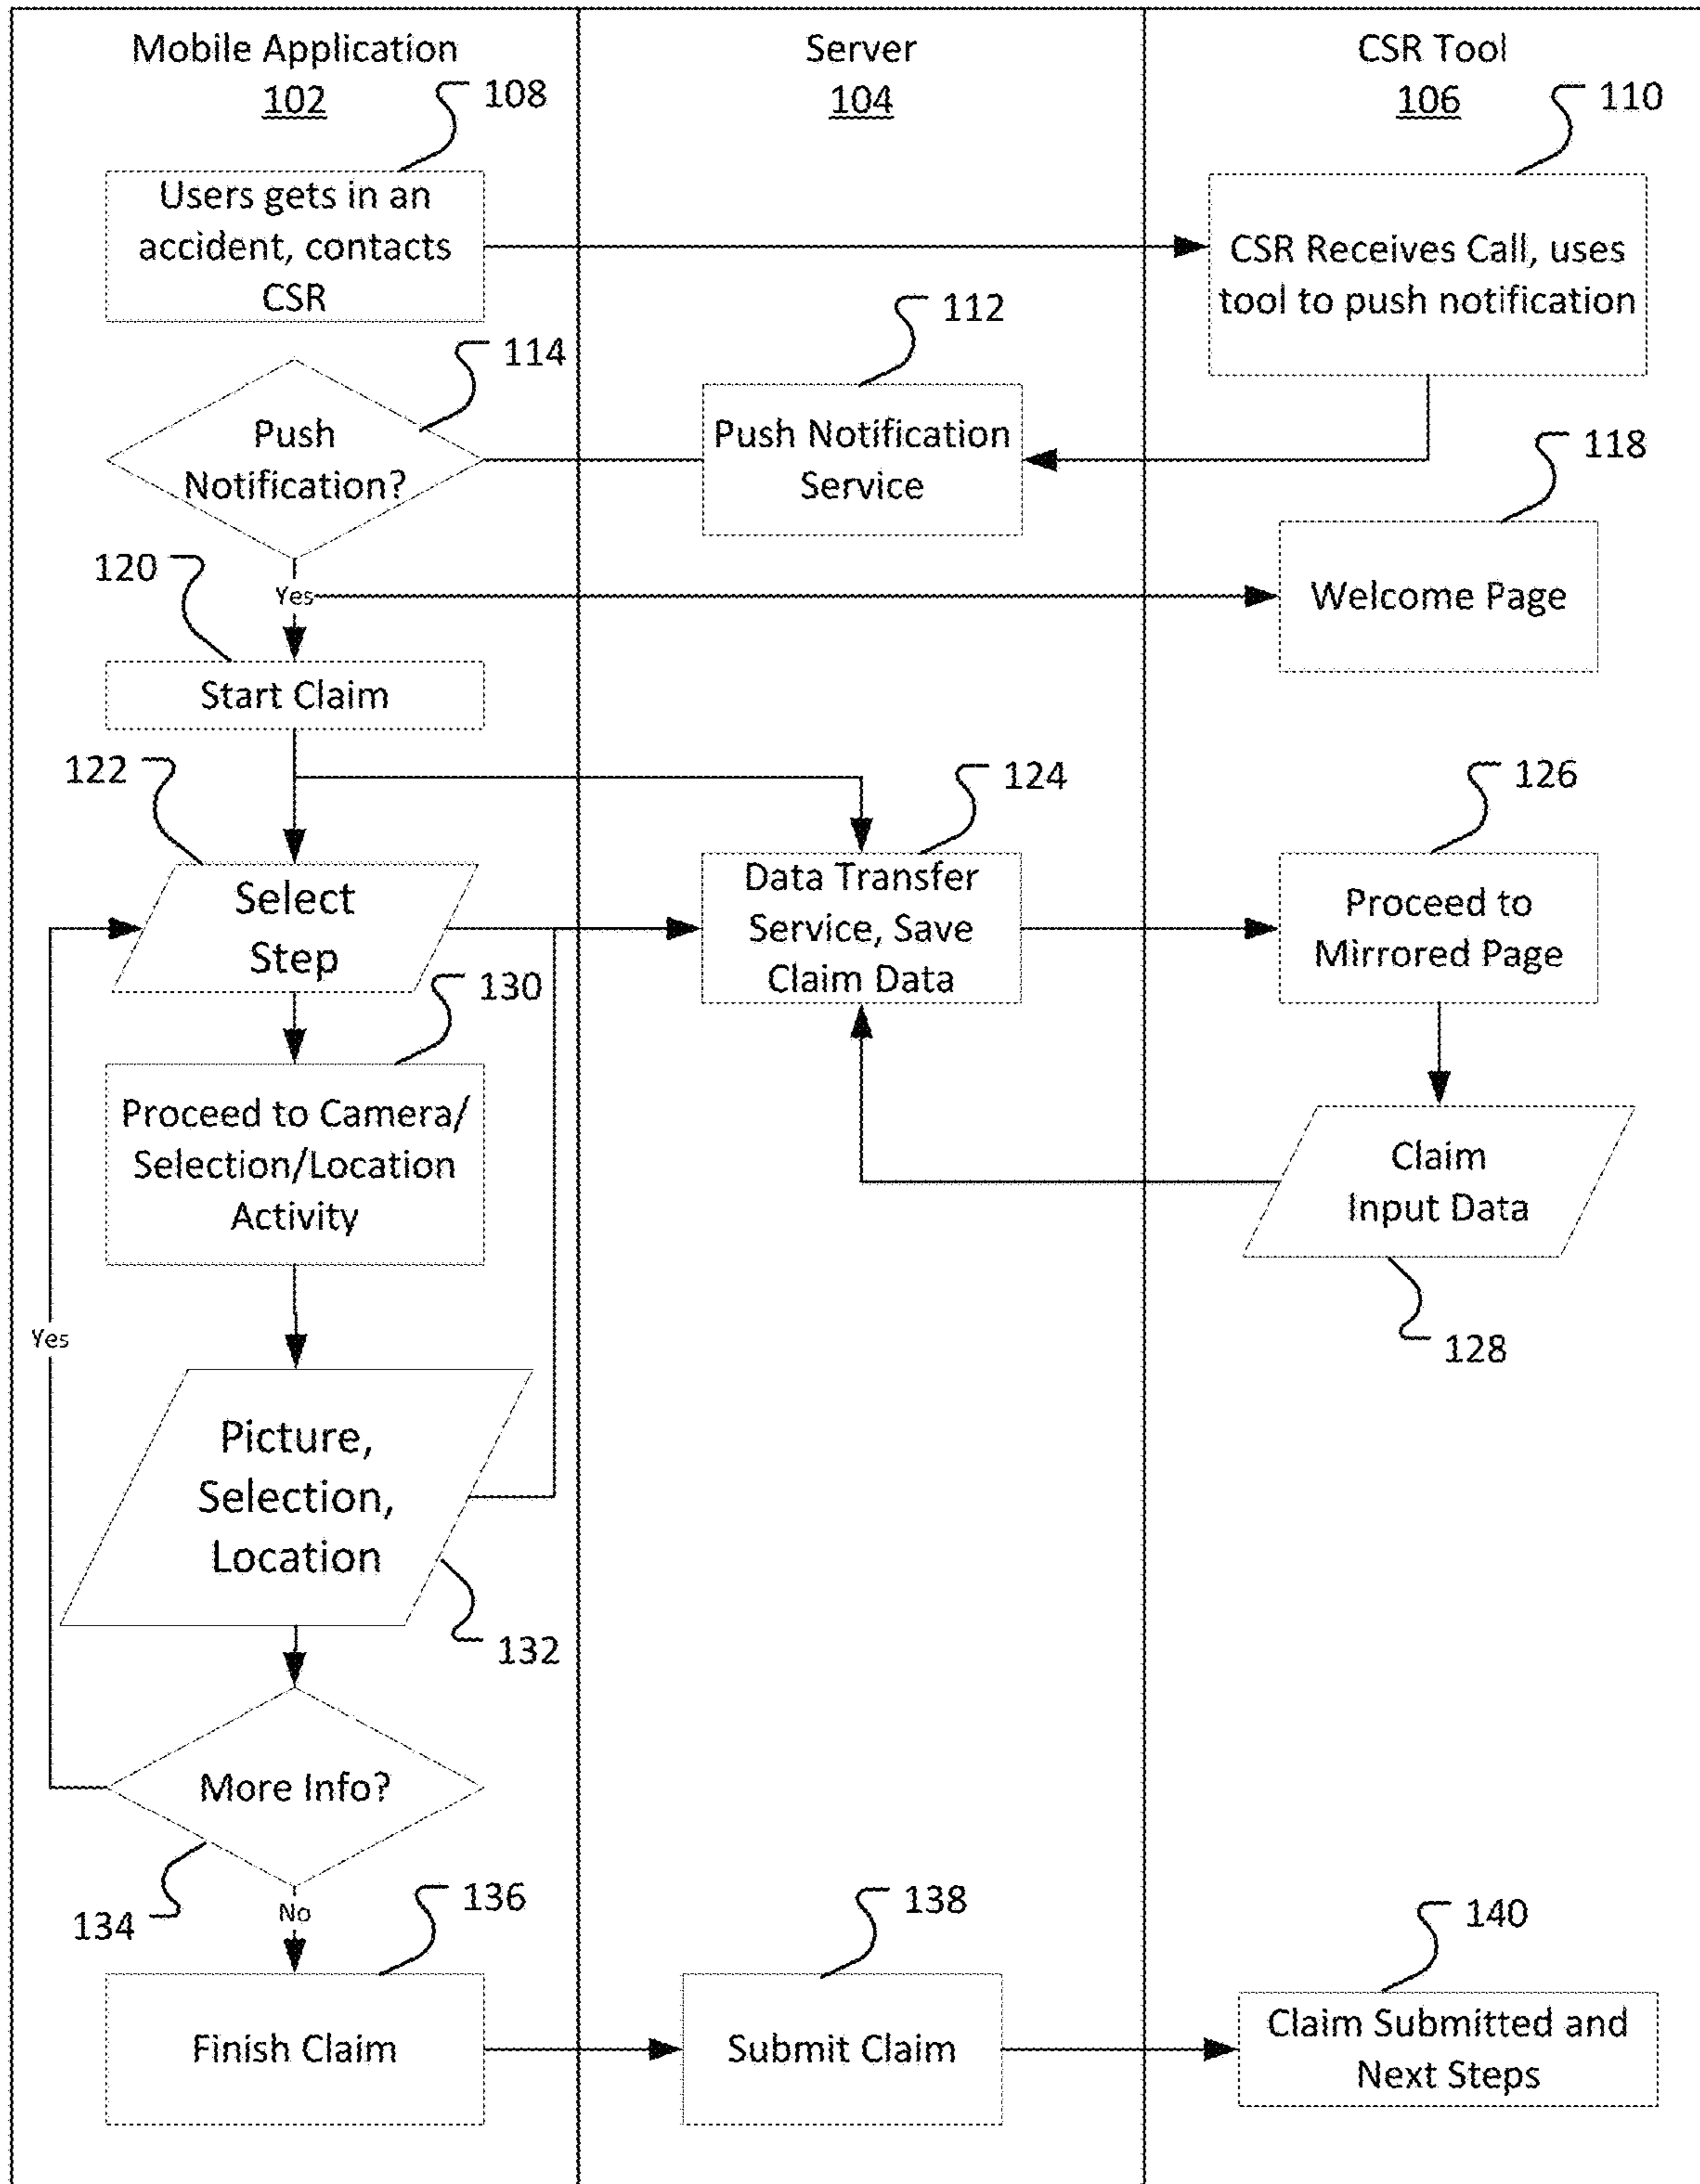 Mobile Application
102
Server
104
CSR Tool
106
108
110
Users gets in an
accident, contacts
CSR
CSR Receives Call, uses
tool to push notification
112
114
Push
Notification?
Push Notification
Service
118
120
Yes
Welcome Page
Start Claim
122
124
126
Select
Step
Data Transfer
Service, Save
Claim Data
Proceed to
Mirrored Page
130
Proceed to Camera/
Selection/Location
Activity
Claim
Input Data
128
Yes
Picture,
Selection,
Location
132
More Info?
134
No
136
138
140
Finish Claim
Submit Claim
Claim Submitted and
Next Steps